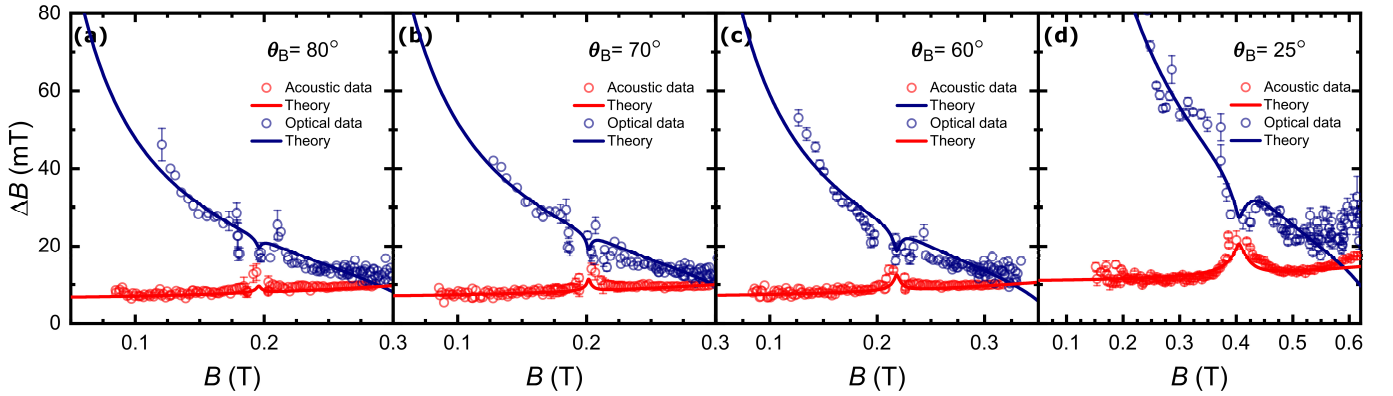 (a) θB= 80°
Acoustic data
Theory
Optical data
Theory
(b) θB= 70°
Acoustic data
Theory
Optical data
Theory
(c) θB= 60°
Acoustic data
Theory
Optical data
Theory
(d) θB= 25°
Acoustic data
Theory
Optical data
Theory
ΔB (mT)
80
60
40
20
0
0.1 0.2 0.3
0.1 0.2 0.3
0.1 0.2 0.3
0.1 0.2 0.3 0.4 0.5 0.6
B (T)
B (T)
B (T)
B (T)